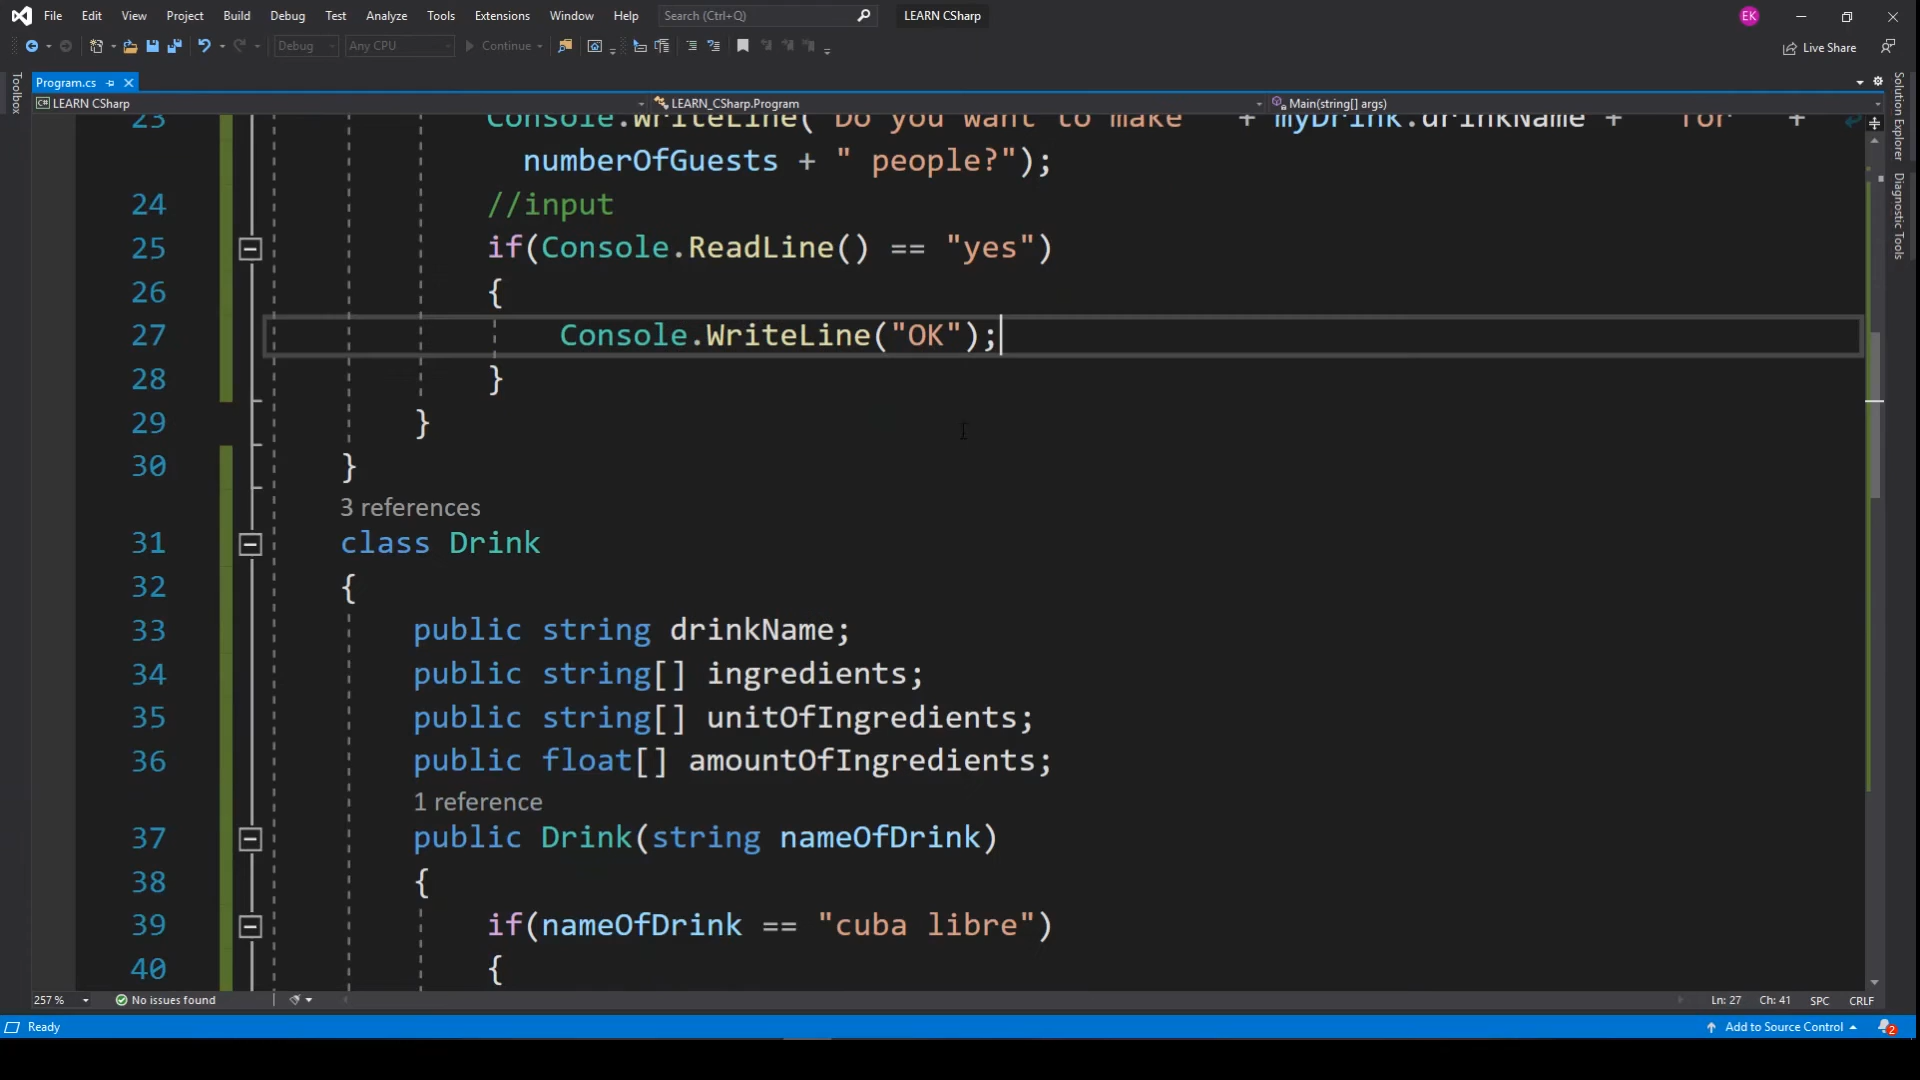 File Edit View Project Build Debug Test Analyze Tools Extensions Window Help Search (Ctrl+Q) LEARN CSharp EK
Debug Any CPU Continue Live Share
Program.cs
LEARN CSharp LEARN_CSharp.Program Main(string[] args)
Toolbox
Solution Explorer
Diagnostic Tools
23 Console.WriteLine("Do you want to make " + myDrink.drinkName + " for " +
numberOfGuests + " people?");
24 //input
25 if(Console.ReadLine() == "yes")
26 {
27 Console.WriteLine("OK");
28 }
29 }
30 }
3 references
31 class Drink
32 {
33 public string drinkName;
34 public string[] ingredients;
35 public string[] unitOfIngredients;
36 public float[] amountOfIngredients;
1 reference
37 public Drink(string nameOfDrink)
38 {
39 if(nameOfDrink == "cuba libre")
40 {
257 % No issues found Ln: 27 Ch: 41 SPC CRLF
Ready Add to Source Control 2